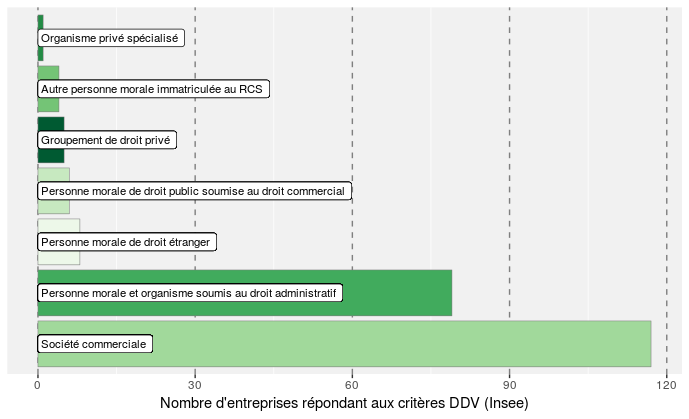 Organisme privé spécialisé
Autre personne morale immatriculée au RCS
Groupement de droit privé
Personne morale de droit public soumise au droit commercial
Personne morale de droit étranger
Personne morale et organisme soumis au droit administratif
Société commerciale
0 30 60 90 120
Nombre d'entreprises répondant aux critères DDV (Insee)